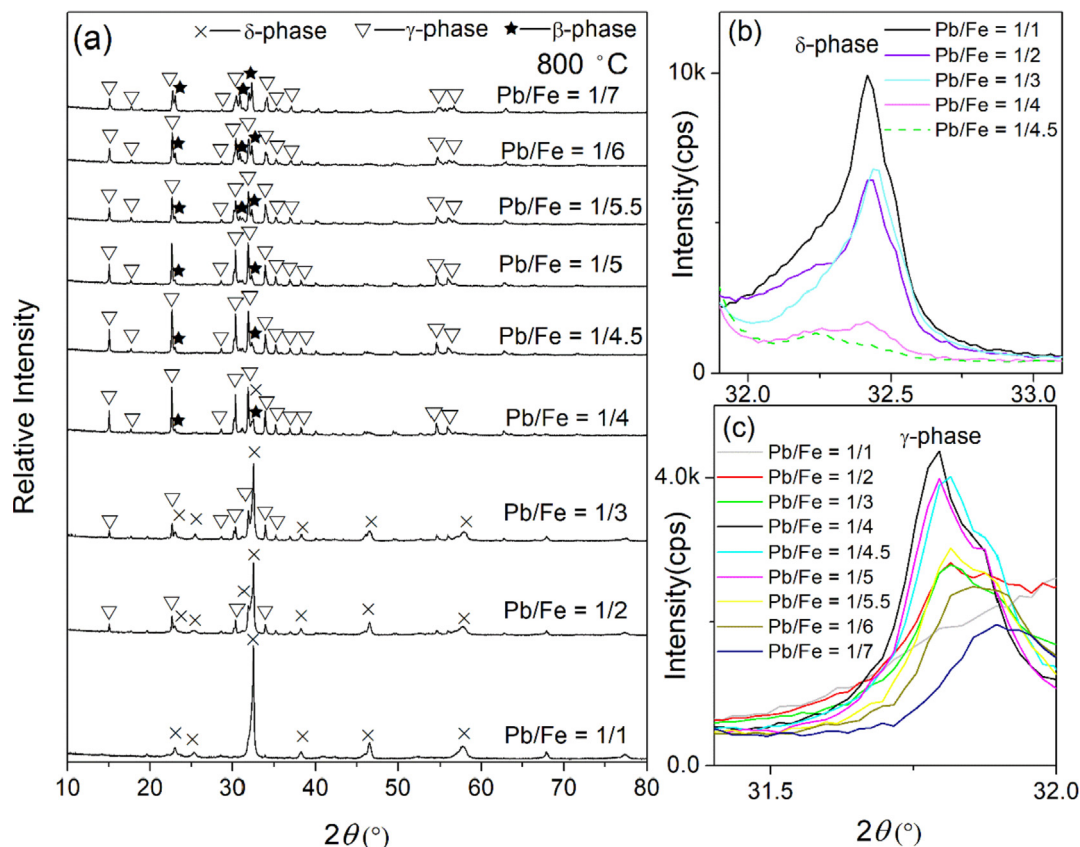 (a)
δ-phase γ-phase β-phase
800 °C
Pb/Fe = 1/7
Pb/Fe = 1/6
Pb/Fe = 1/5.5
Pb/Fe = 1/5
Pb/Fe = 1/4.5
Pb/Fe = 1/4
Pb/Fe = 1/3
Pb/Fe = 1/2
Pb/Fe = 1/1
Relative Intensity
10 20 30 40 50 60 70 80
2θ(°)
(b)
δ-phase
Pb/Fe = 1/1
Pb/Fe = 1/2
Pb/Fe = 1/3
Pb/Fe = 1/4
Pb/Fe = 1/4.5
10k
0
Intensity(cps)
32.0 32.5 33.0
(c)
γ-phase
Pb/Fe = 1/1
Pb/Fe = 1/2
Pb/Fe = 1/3
Pb/Fe = 1/4
Pb/Fe = 1/4.5
Pb/Fe = 1/5
Pb/Fe = 1/5.5
Pb/Fe = 1/6
Pb/Fe = 1/7
4.0k
0.0
Intensity(cps)
31.5 32.0
2θ(°)